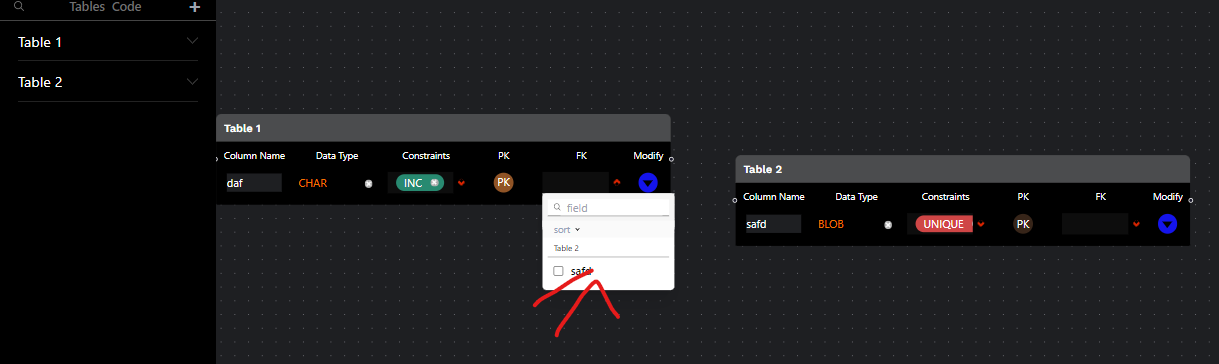 Tables Code +
Table 1
Table 2
Table 1
Column Name Data Type Constraints PK FK Modify
daf CHAR INC PK
field
sort
Table 2
safd
Table 2
Column Name Data Type Constraints PK FK Modify
safd BLOB UNIQUE PK